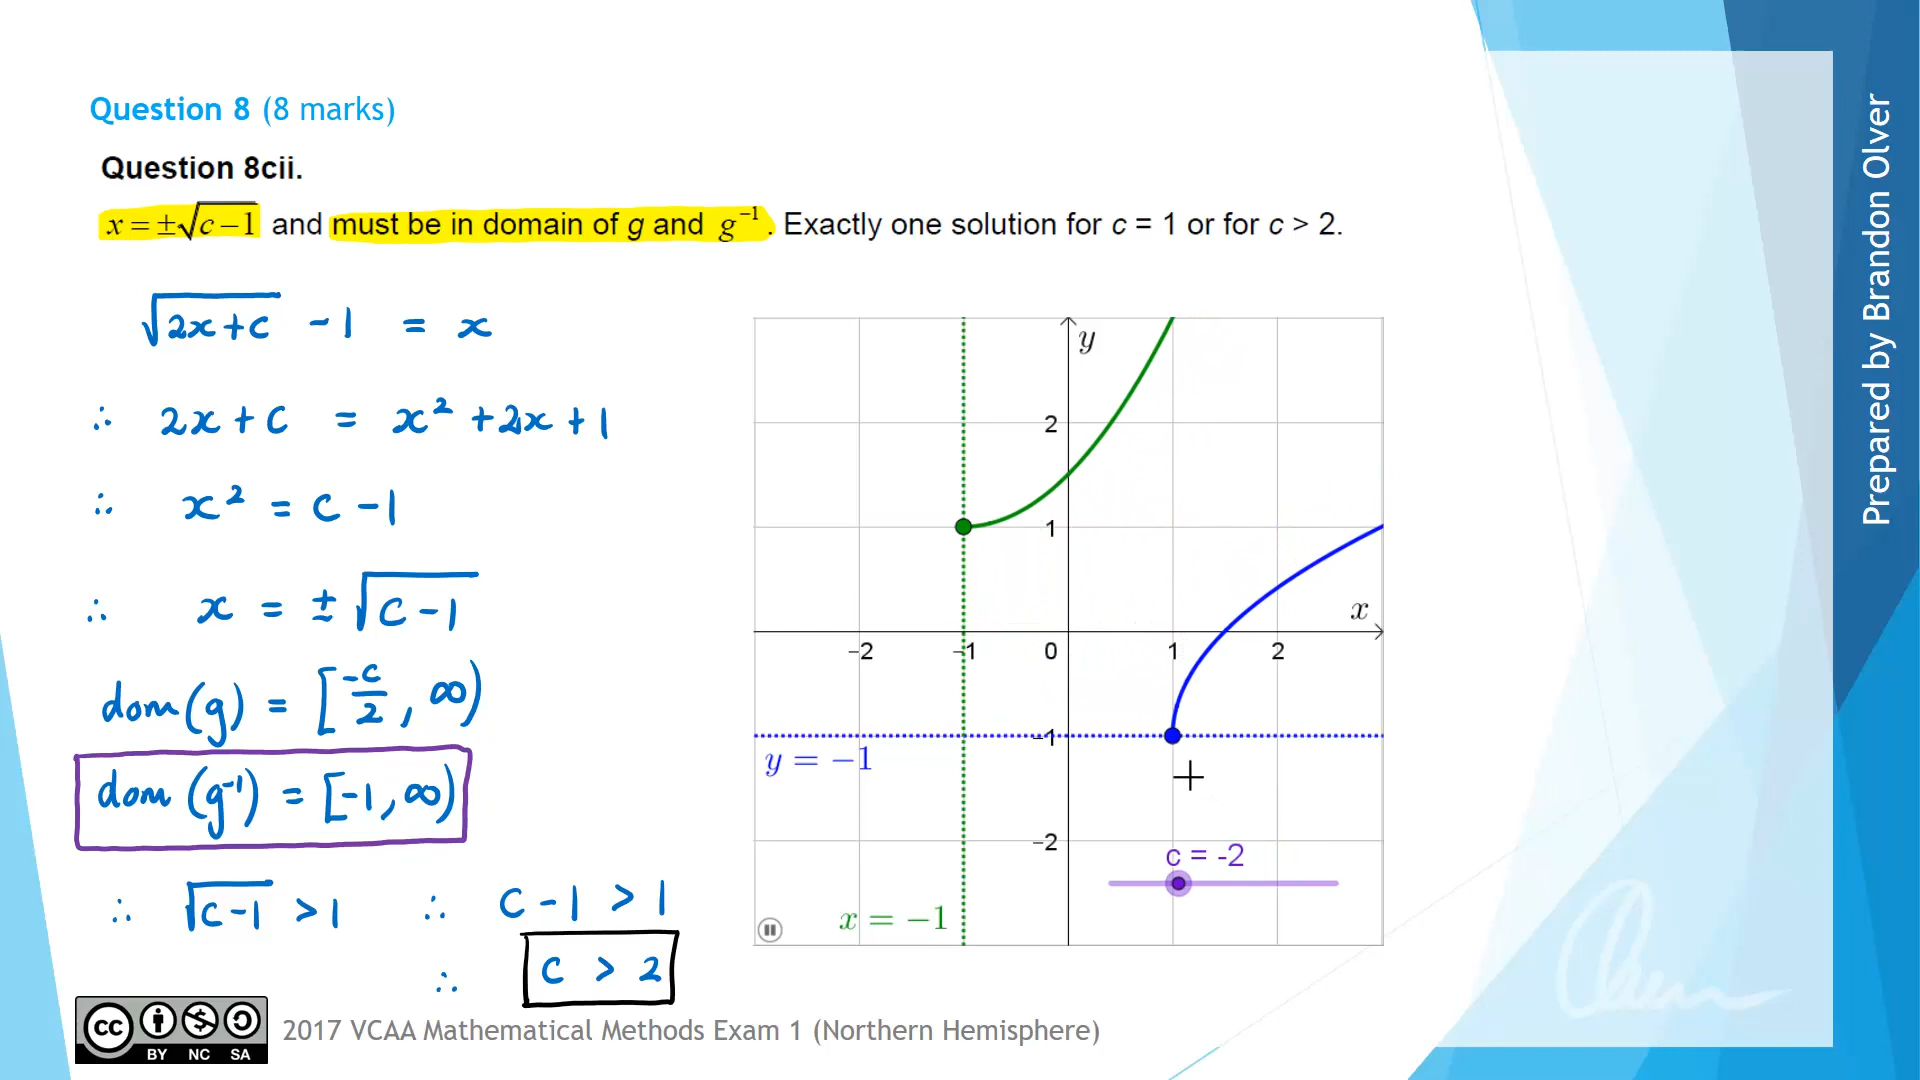 Question 8 (8 marks)
Question 8cii.
x = ±√(c−1) and must be in domain of g and g⁻¹. Exactly one solution for c = 1 or for c > 2.
√(2x+c) −1 = x
∴ 2x+c = x² +2x+1
∴ x² = c −1
∴ x = ±√(c−1)
dom(g) = [−c/2, ∞)
dom(g⁻¹) = [−1, ∞)
∴ √(c−1) > 1 ∴ c−1 > 1
∴ c > 2
y
2
1
x
−2 −1 0 1 2
−1
y = −1
−2
c = -2
x = −1
cc BY NC SA
2017 VCAA Mathematical Methods Exam 1 (Northern Hemisphere)
Prepared by Brandon Olver